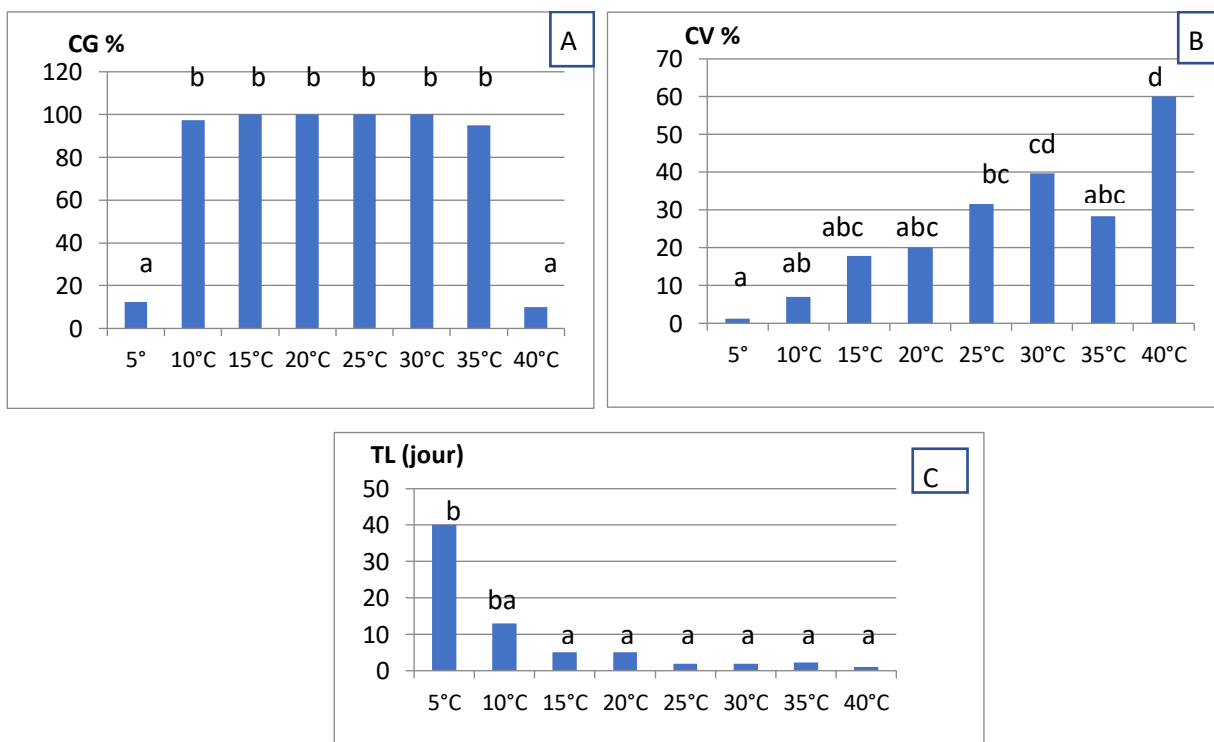 CG %
A
120
100
80
60
40
20
0
b b b b b b
a a
5° 10°C 15°C 20°C 25°C 30°C 35°C 40°C
CV %
B
70
60
50
40
30
20
10
0
a ab abc abc bc cd abc d
5° 10°C 15°C 20°C 25°C 30°C 35°C 40°C
TL (jour)
C
50
40
30
20
10
0
b ba a a a a a a
5°C 10°C 15°C 20°C 25°C 30°C 35°C 40°C